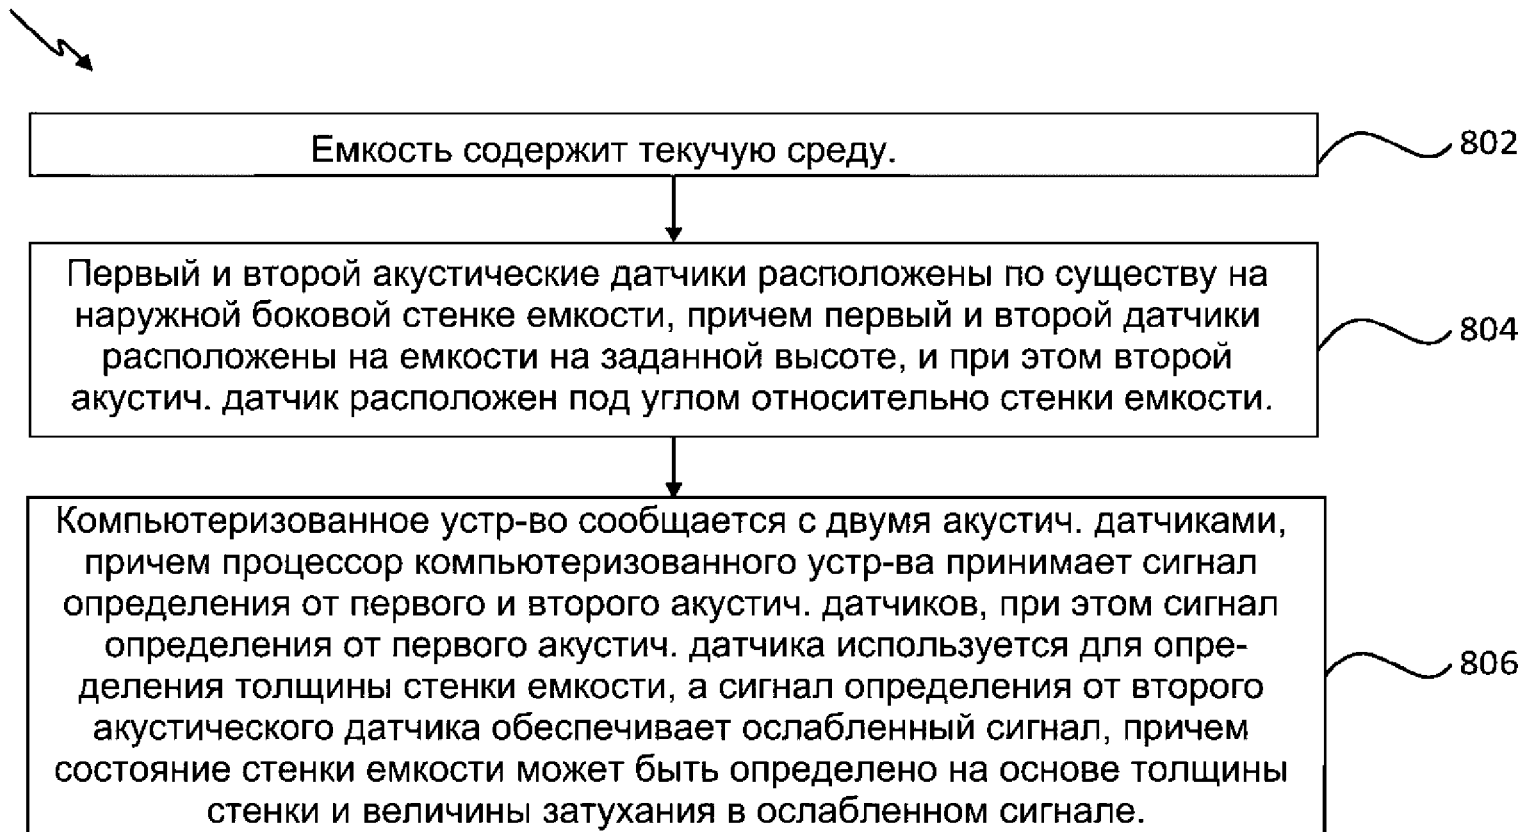 Емкость содержит текучую среду.
802
Первый и второй акустические датчики расположены по существу на
наружной боковой стенке емкости, причем первый и второй датчики
расположены на емкости на заданной высоте, и при этом второй
акустич. датчик расположен под углом относительно стенки емкости.
804
Компьютеризованное устр-во сообщается с двумя акустич. датчиками,
причем процессор компьютеризованного устр-ва принимает сигнал
определения от первого и второго акустич. датчиков, при этом сигнал
определения от первого акустич. датчика используется для опре-
деления толщины стенки емкости, а сигнал определения от второго
акустического датчика обеспечивает ослабленный сигнал, причем
состояние стенки емкости может быть определено на основе толщины
стенки и величины затухания в ослабленном сигнале.
806